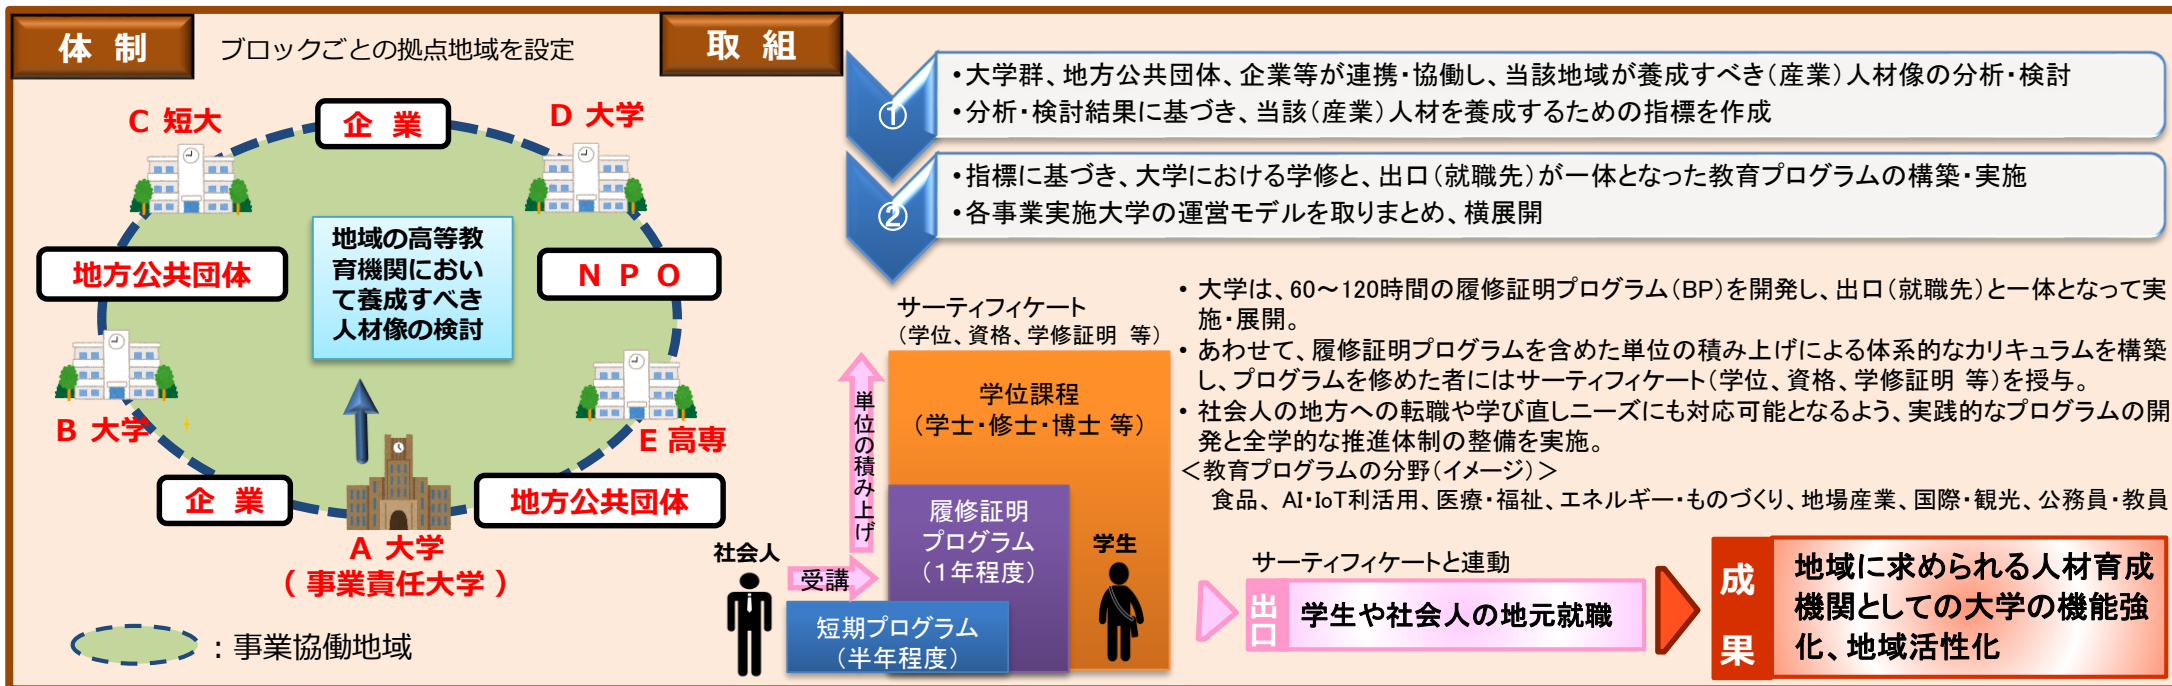 体 制
ブロックごとの拠点地域を設定
C 短大
企 業
D 大学
地方公共団体
地域の高等教
育機関におい
て養成すべき
人材像の検討
N P O
B 大学
E 高専
企 業
地方公共団体
A 大学
( 事業責任大学 )
：事業協働地域
取 組
①
・大学群、地方公共団体、企業等が連携・協働し、当該地域が養成すべき（産業）人材像の分析・検討
・分析・検討結果に基づき、当該（産業）人材を養成するための指標を作成
②
・指標に基づき、大学における学修と、出口（就職先）が一体となった教育プログラムの構築・実施
・各事業実施大学の運営モデルを取りまとめ、横展開
サーティフィケート
（学位、資格、学修証明 等）
単位の積み上げ
学位課程
（学士・修士・博士 等）
履修証明
プログラム
（１年程度）
学生
社会人
受講
短期プログラム
（半年程度）
・大学は、60～120時間の履修証明プログラム（BP）を開発し、出口（就職先）と一体となって実
施・展開。
・あわせて、履修証明プログラムを含めた単位の積み上げによる体系的なカリキュラムを構築
し、プログラムを修めた者にはサーティフィケート（学位、資格、学修証明 等）を授与。
・社会人の地方への転職や学び直しニーズにも対応可能となるよう、実践的なプログラムの開
発と全学的な推進体制の整備を実施。
＜教育プログラムの分野（イメージ）＞
食品、 AI・IoT利活用、医療・福祉、エネルギー・ものづくり、地場産業、国際・観光、公務員・教員
サーティフィケートと連動
出口
学生や社会人の地元就職
成果
地域に求められる人材育成
機関としての大学の機能強
化、地域活性化